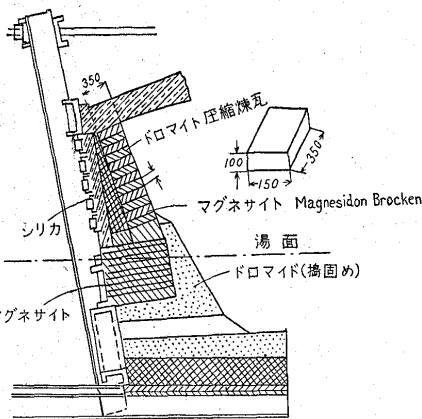 350
ドロマイト圧縮煉瓦
100
150
350
シリカ
マグネサイト Magnesidon Brocken
湯面
ドロマイド(搗固め)
マグネサイト